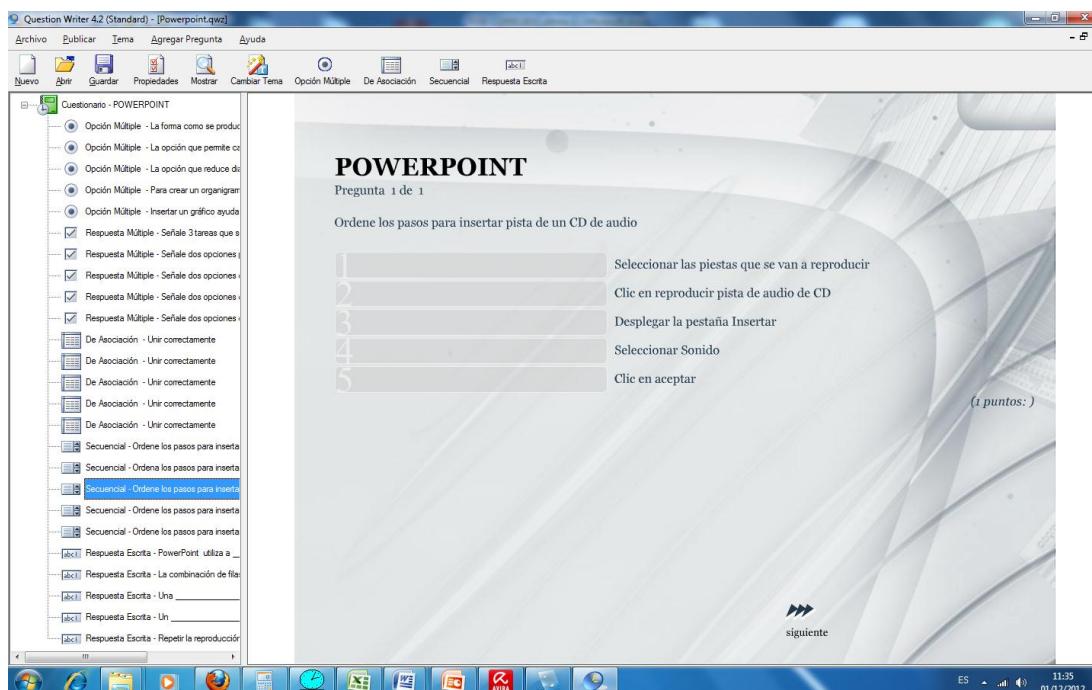 Question Writer 4.2 (Standard) - [Powerpoint.qwz]
Archivo Publicar Tema Agregar Pregunta Ayuda
Nuevo Abrir Guardar Propiedades Mostrar Cambiar Tema Opción Múltiple De Asociación Secuencial Respuesta Escrita
Cuestionario - POWERPOINT
Opción Múltiple - La forma como se produc
Opción Múltiple - La opción que permite ca
Opción Múltiple - La opción que reduce dia
Opción Múltiple - Para crear un organigram
Opción Múltiple - Insertar un gráfico ayuda
Respuesta Múltiple - Señale 3 tareas que s
Respuesta Múltiple - Señale dos opciones
Respuesta Múltiple - Señale dos opciones
Respuesta Múltiple - Señale dos opciones
Respuesta Múltiple - Señale dos opciones
De Asociación - Unir correctamente
De Asociación - Unir correctamente
De Asociación - Unir correctamente
De Asociación - Unir correctamente
De Asociación - Unir correctamente
Secuencial - Ordene los pasos para inserta
Secuencial - Ordena los pasos para inserta
Secuencial - Ordene los pasos para inserta
Secuencial - Ordene los pasos para inserta
Secuencial - Ordene los pasos para inserta
Respuesta Escrita - PowerPoint utiliza a _
Respuesta Escrita - La combinación de filas
Respuesta Escrita - Una ____________
Respuesta Escrita - Un ____________
Respuesta Escrita - Repetir la reproducción
POWERPOINT
Pregunta 1 de 1
Ordene los pasos para insertar pista de un CD de audio
1 Seleccionar las piestas que se van a reproducir
2 Clic en reproducir pista de audio de CD
3 Desplegar la pestaña Insertar
4 Seleccionar Sonido
5 Clic en aceptar
(1 puntos: )
siguiente
AVIRA
ES
11:35
01/12/2012